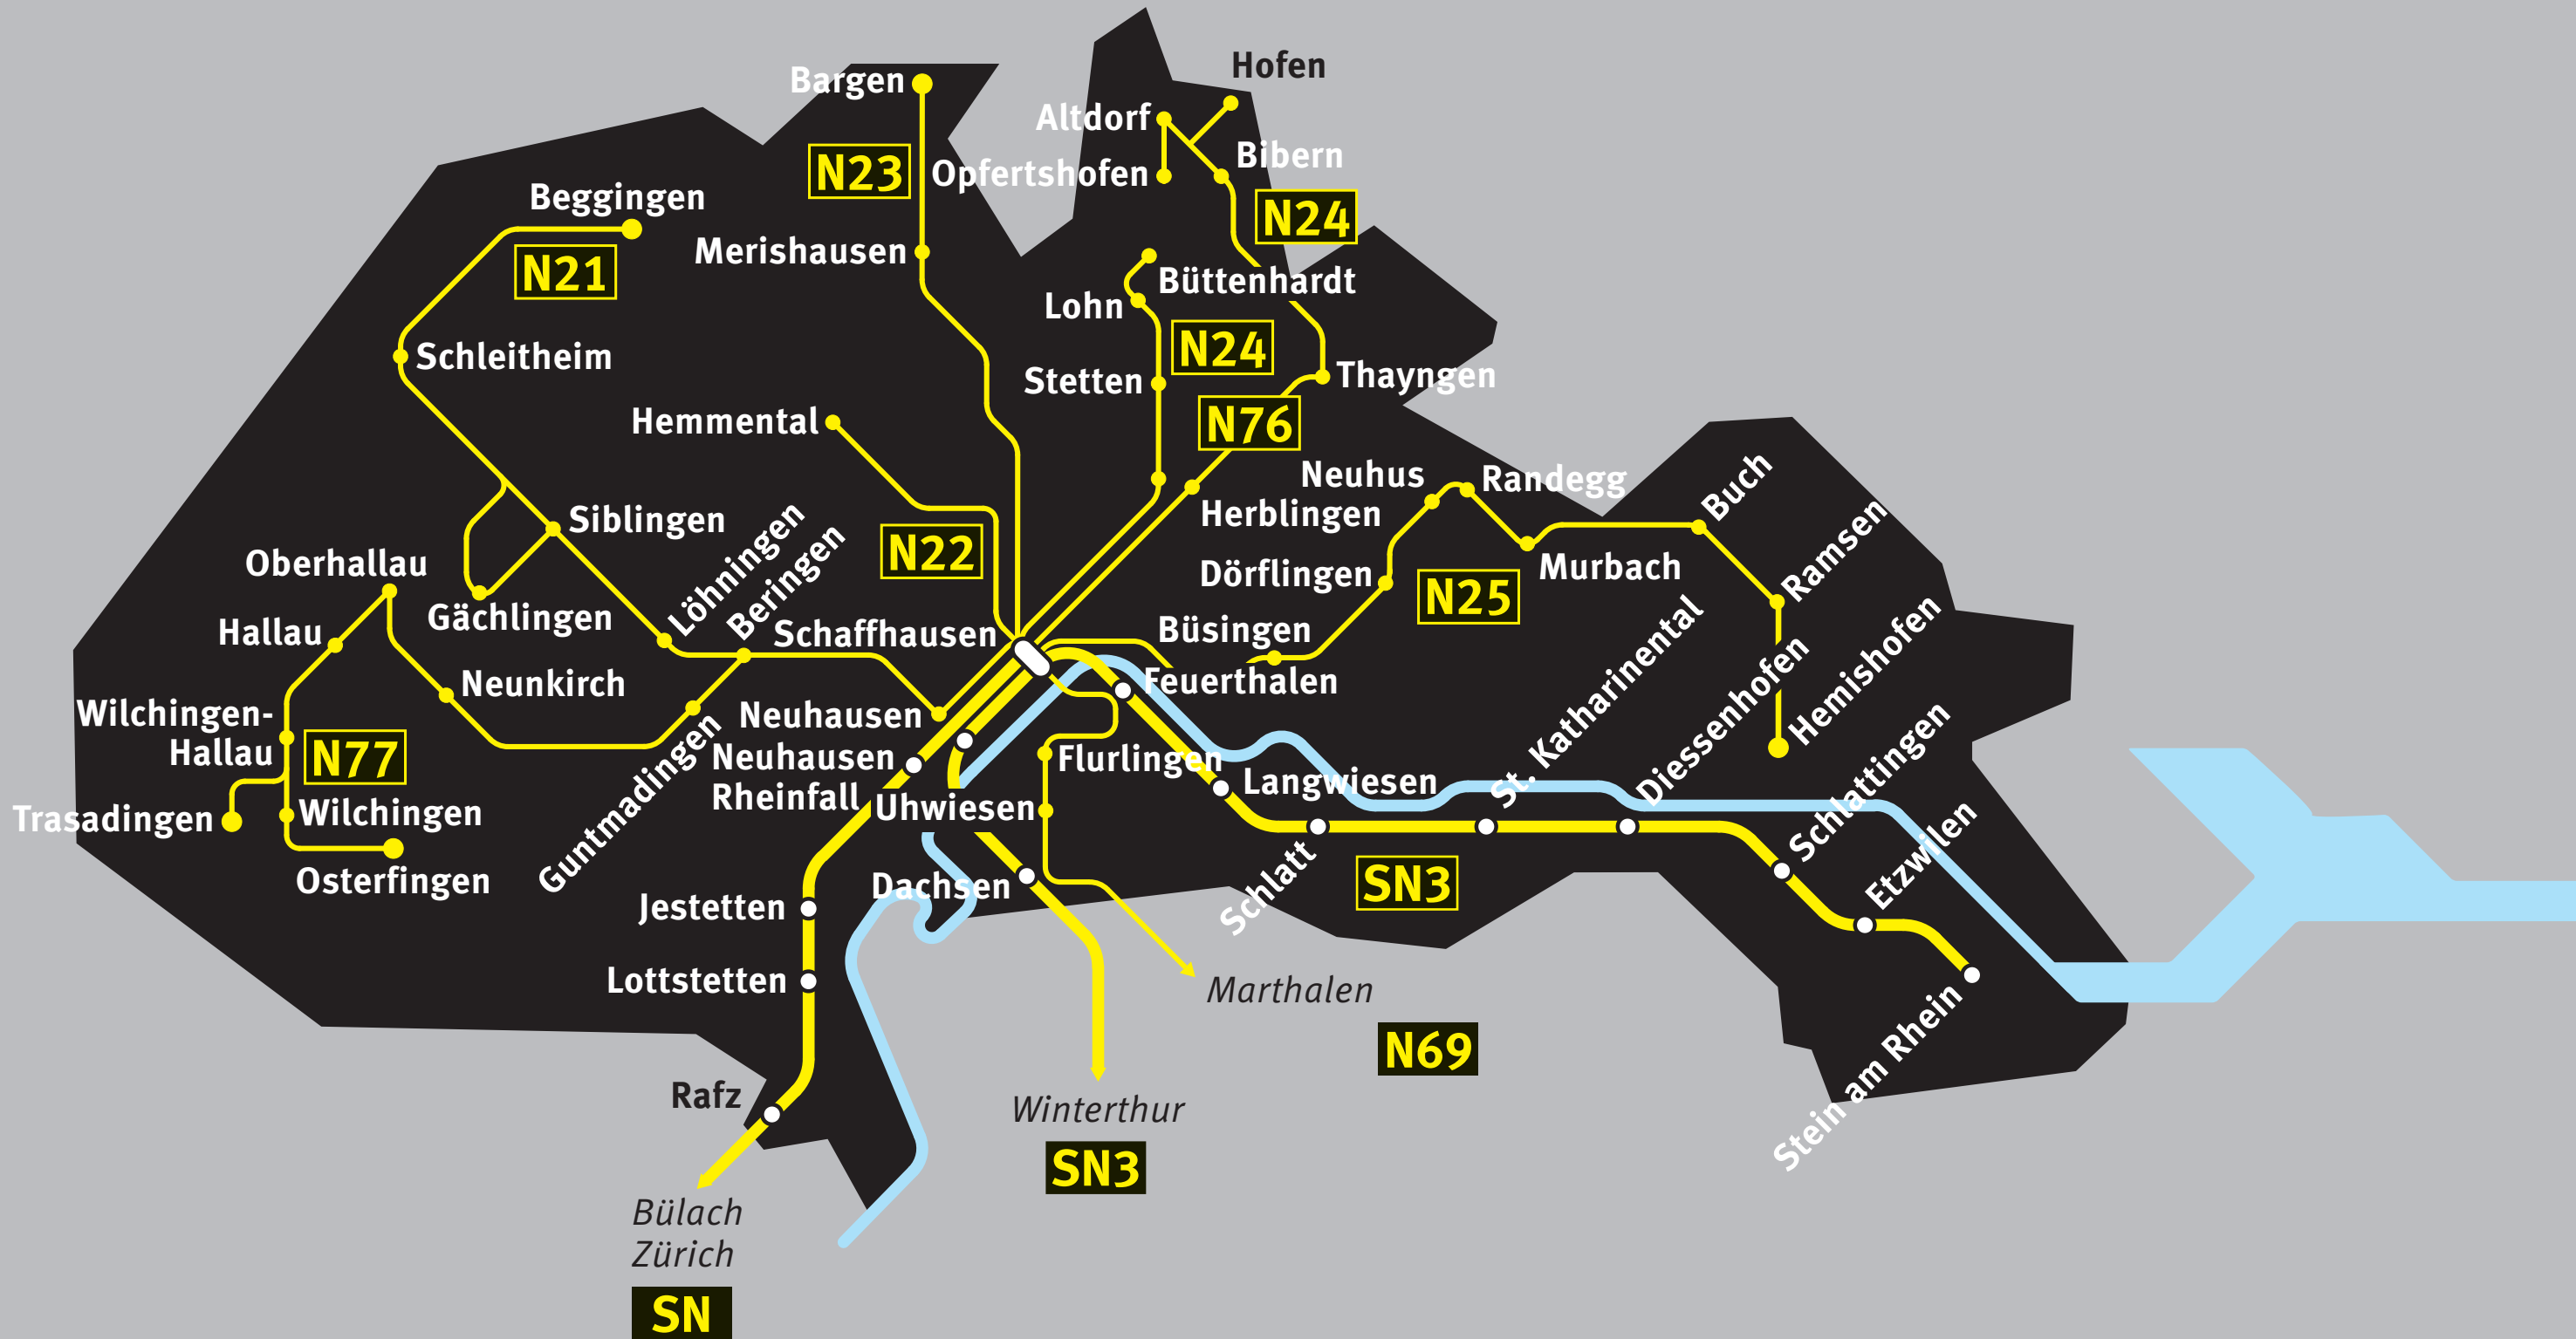 Hofen
Bargen
Altdorf
Bibern
N23
Opfertshofen
Beggingen
N24
Merishausen
N21
Büttenhardt
Lohn
N24
Schleitheim
Stetten
Thayngen
Hemmental
N76
Neuhus
Randegg
Buch
Herblingen
Siblingen
Löhningen
Beringen
N22
Ramsen
Oberhallau
Dörflingen
Murbach
N25
Gächlingen
Hallau
Schaffhausen
Büsingen
Hemishofen
St. Katharinental
Neunkirch
Feuerthalen
Diessenhofen
Wilchingen-
Hallau
N77
Neuhausen
Neuhausen
Rheinfall
Guntmadingen
Flurlingen
Langwiesen
Schlattingen
Trasadingen
Wilchingen
Uhwiesen
Etzwilen
Osterfingen
Dachsen
Schlatt
SN3
Jestetten
Lottstetten
Marthalen
Stein am Rhein
N69
Rafz
Winterthur
SN3
Bülach
Zürich
SN